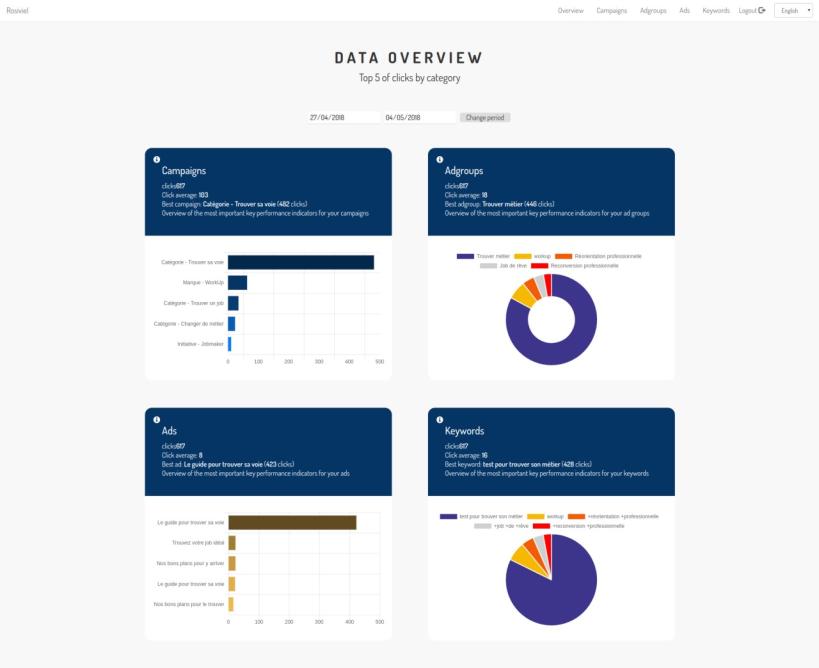 Rosiviel
Overview Campaigns Adgroups Ads Keywords Logout English
DATA OVERVIEW
Top 5 of clicks by category
27/04/2018 04/05/2018 Change period
Campaigns
clicks617
Click average: 103
Best campaign: Catégorie - Trouver sa voie (482 clicks)
Overview of the most important key performance indicators for your campaigns
Catégorie - Trouver sa voie
Marque - WorkUp
Catégorie - Trouver un job
Catégorie - Changer de métier
Initiative - Jobmaker
0 100 200 300 400 500
Adgroups
clicks617
Click average: 18
Best adgroup: Trouver métier (446 clicks)
Overview of the most important key performance indicators for your ad groups
Trouver métier workup Réorientation professionnelle
Job de rêve Reconversion professionnelle
Ads
clicks617
Click average: 8
Best ad: Le guide pour trouver sa voie (423 clicks)
Overview of the most important key performance indicators for your ads
Le guide pour trouver sa voie
Trouvez votre job idéal
Nos bons plans pour y arriver
Le guide pour trouver sa voie
Nos bons plans pour le trouver
0 100 200 300 400 500
Keywords
clicks617
Click average: 16
Best keyword: test pour trouver son métier (428 clicks)
Overview of the most important key performance indicators for your keywords
test pour trouver son métier workup +réorientation +professionnelle
+job +de +rêve +reconversion +professionnelle